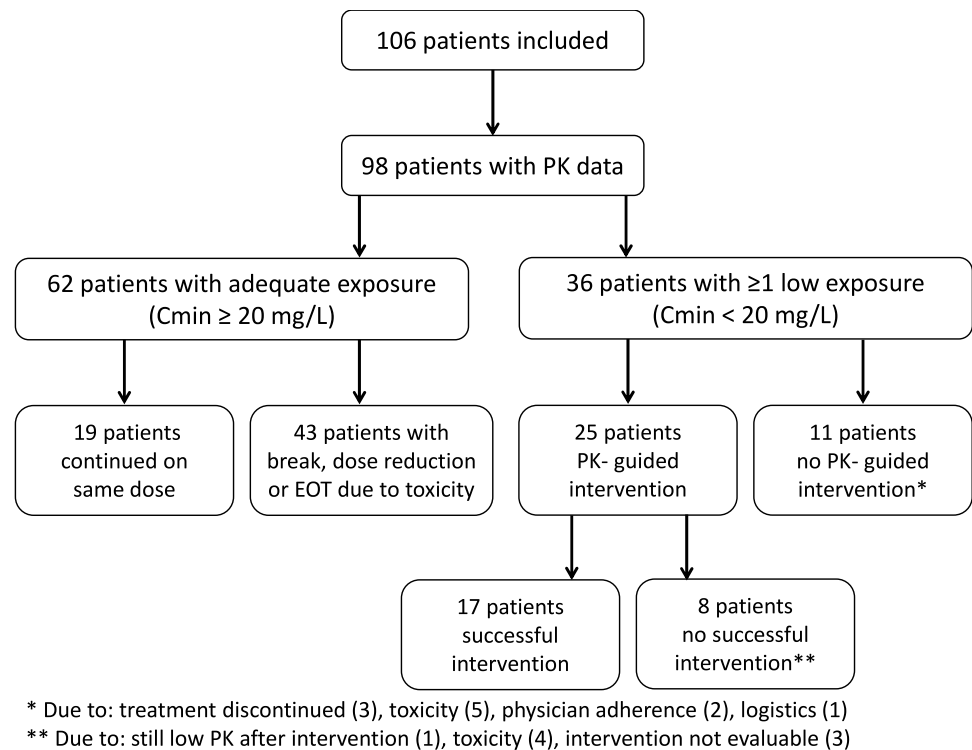 106 patients included
98 patients with PK data
62 patients with adequate exposure
(Cmin ≥ 20 mg/L)
36 patients with ≥1 low exposure
(Cmin < 20 mg/L)
19 patients
continued on
same dose
43 patients with
break, dose reduction
or EOT due to toxicity
25 patients
PK- guided
intervention
11 patients
no PK- guided
intervention*
17 patients
successful
intervention
8 patients
no successful
intervention**
* Due to: treatment discontinued (3), toxicity (5), physician adherence (2), logistics (1)
** Due to: still low PK after intervention (1), toxicity (4), intervention not evaluable (3)